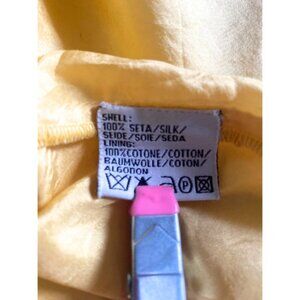 SHELL:
100% SETA/SILK/
SEIDE/SOIE/SEDA
LINING:
100%COTONE/COTTON/
BAUMWOLLE/COTON/
ALGODON
P